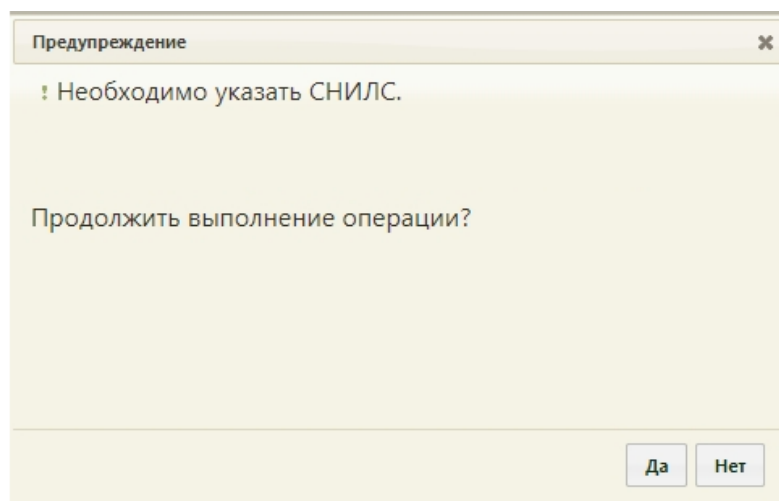 Предупреждение
! Необходимо указать СНИЛС.
Продолжить выполнение операции?
Да Нет